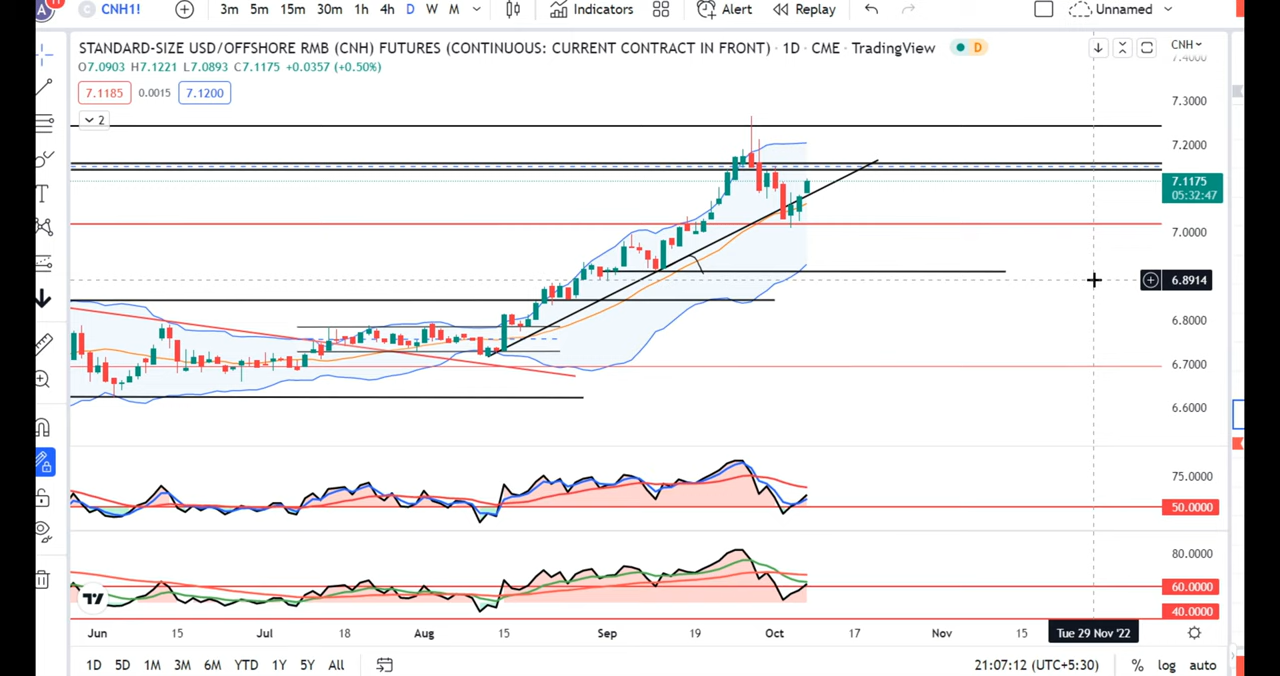 A 11 CNH1! 3m 5m 15m 30m 1h 4h D W M Indicators Alert Replay Unnamed
STANDARD-SIZE USD/OFFSHORE RMB (CNH) FUTURES (CONTINUOUS: CURRENT CONTRACT IN FRONT) · 1D · CME · TradingView D CNH
O7.0903 H7.1221 L7.0893 C7.1175 +0.0357 (+0.50%)
7.4000
7.1185 0.0015 7.1200
7.3000
2
7.2000
7.1175
05:32:47
7.0000
6.8914
6.8000
6.7000
6.6000
75.0000
50.0000
80.0000
60.0000
40.0000
Jun 15 Jul 18 Aug 15 Sep 19 Oct 17 Nov 15 Tue 29 Nov '22
1D 5D 1M 3M 6M YTD 1Y 5Y All 21:07:12 (UTC+5:30) % log auto